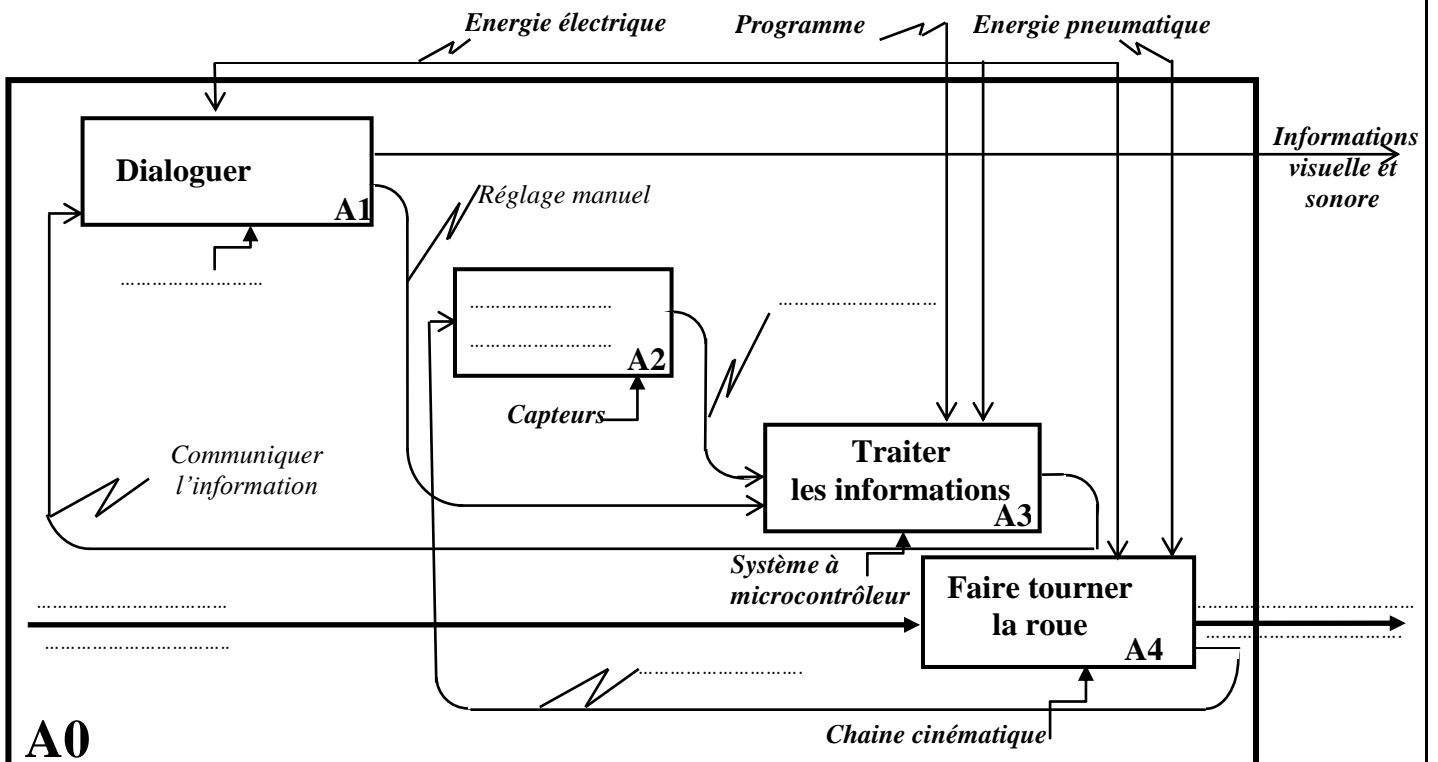 Energie électrique
Programme
Energie pneumatique
Dialoguer
A1
Informations
visuelle et
sonore
Réglage manuel
……………………
……………………
……………………
………………………
A2
Capteurs
Communiquer
l’information
Traiter
les informations
A3
Système à
microcontrôleur
Faire tourner
la roue
A4
……………………………
…………………………..
………………………………
…………………………….
……………………….
Chaine cinématique
A0